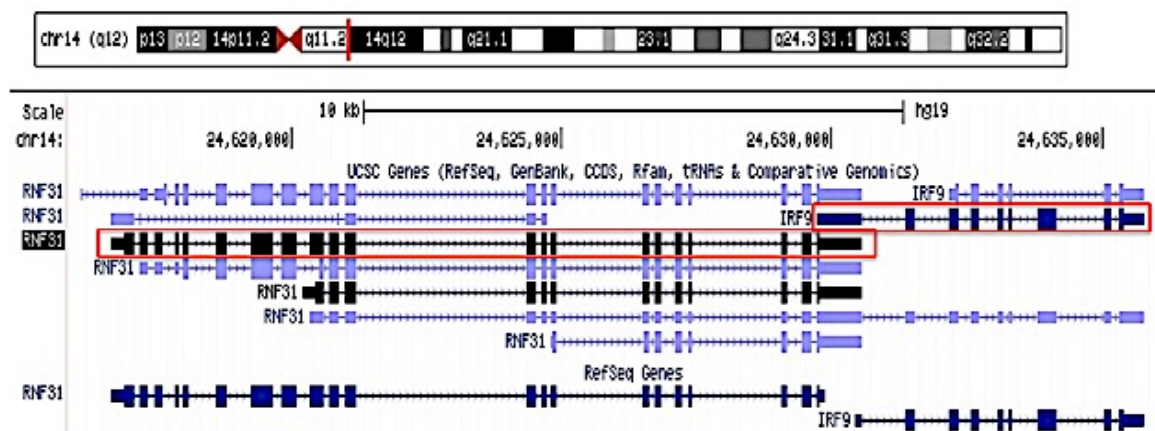 chr14 (q12) p13 p12 14p11.2 q11.2 14q12 q21.1 23.1 q24.3 31.1 q31.3 q32.2
Scale 10 kb hg19
chr14: 24,620,000 24,625,000 24,630,000 24,635,000
UCSC Genes (RefSeq, GenBank, CCDS, Rfam, tRNAs & Comparative Genomics)
RNF31 IRF9
RNF31 IRF9
RNF31
RNF31
RNF31
RNF31
RNF31
RefSeq Genes
RNF31
IRF9